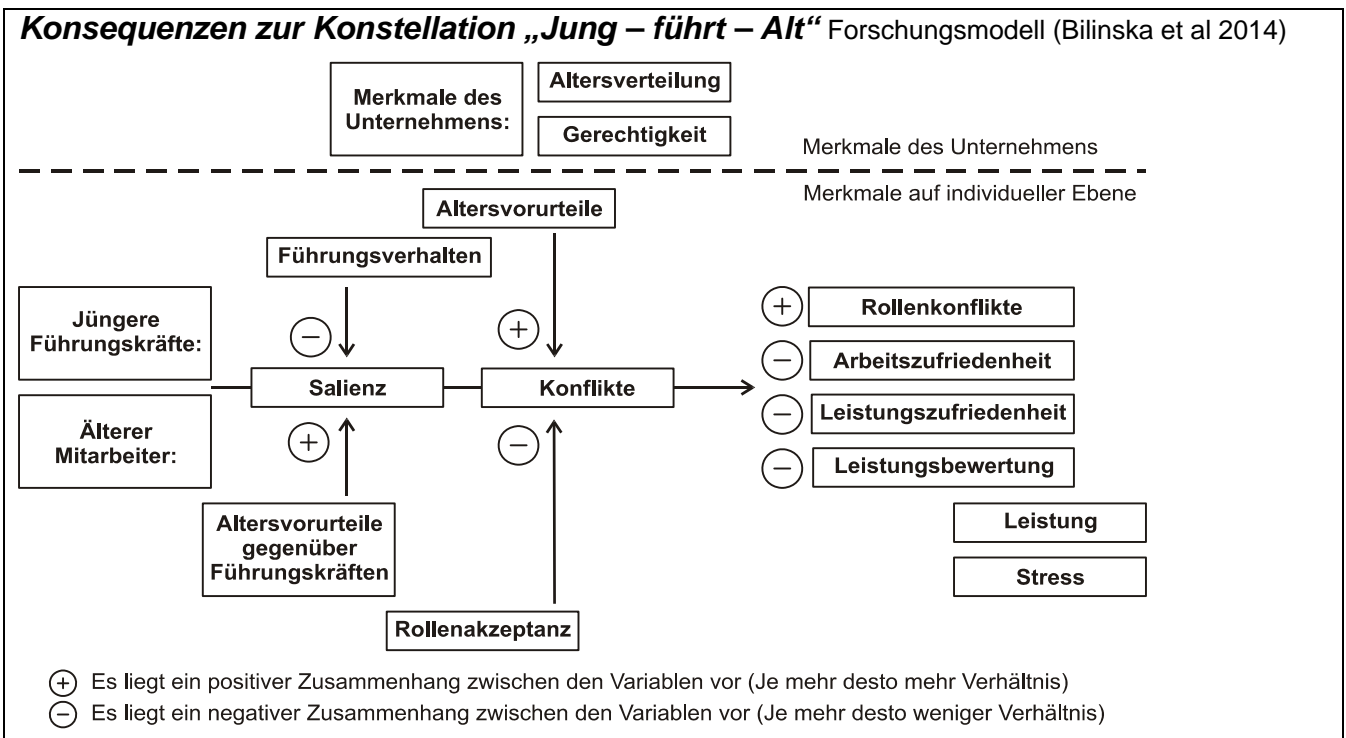 Konsequenzen zur Konstellation „Jung – führt – Alt“ Forschungsmodell (Bilinska et al 2014)
Merkmale des
Unternehmens:
Altersverteilung
Gerechtigkeit
Merkmale des Unternehmens
Merkmale auf individueller Ebene
Altersvorurteile
Führungsverhalten
Jüngere
Führungskräfte:
Älterer
Mitarbeiter:
−
+
Salienz
Konflikte
+
−
Altersvorurteile
gegenüber
Führungskräften
Rollenakzeptanz
+ Rollenkonflikte
− Arbeitszufriedenheit
− Leistungszufriedenheit
− Leistungsbewertung
Leistung
Stress
+ Es liegt ein positiver Zusammenhang zwischen den Variablen vor (Je mehr desto mehr Verhältnis)
− Es liegt ein negativer Zusammenhang zwischen den Variablen vor (Je mehr desto weniger Verhältnis)